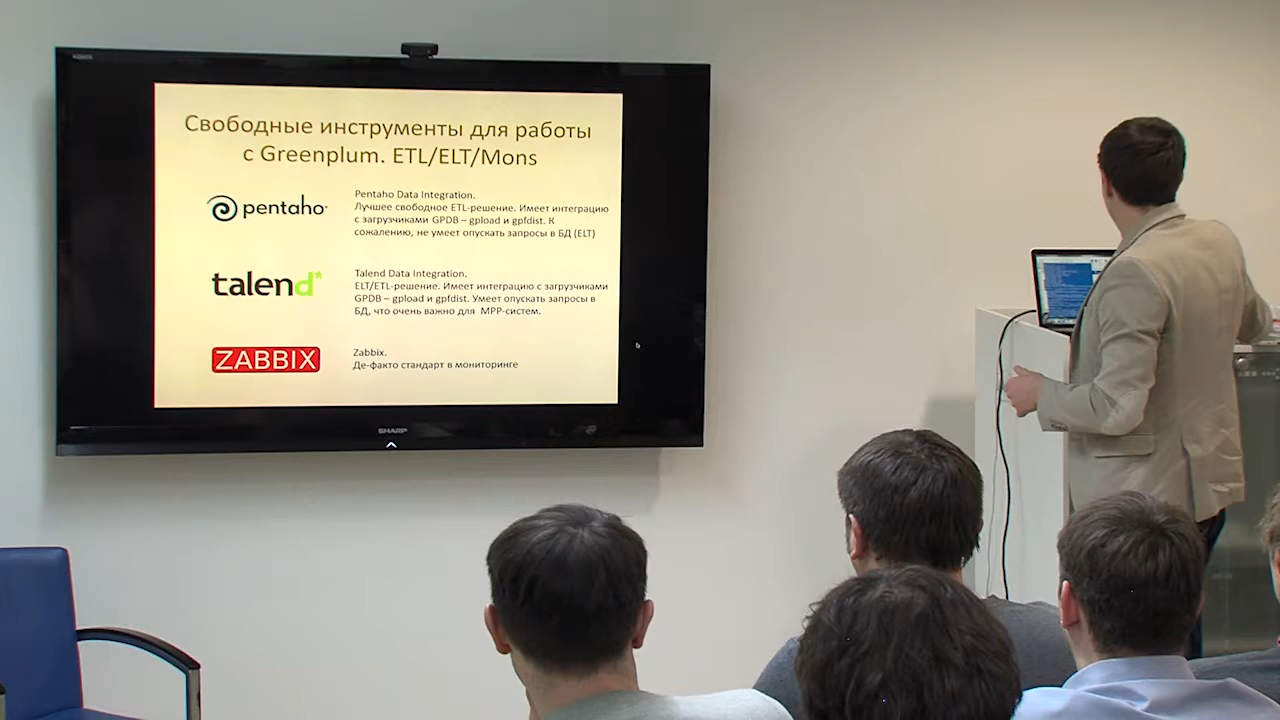 Свободные инструменты для работы
с Greenplum. ETL/ELT/Mons
pentaho
Pentaho Data Integration.
Лучшее свободное ETL-решение. Имеет интеграцию
с загрузчиками GPDB – gpload и gpfdist. К
сожалению, не умеет опускать запросы в БД (ELT)
talend*
Talend Data Integration.
ELT/ETL-решение. Имеет интеграцию с загрузчиками
GPDB – gpload и gpfdist. Умеет опускать запросы в
БД, что очень важно для MPP-систем.
ZABBIX
Zabbix.
Де-факто стандарт в мониторинге
SHARP